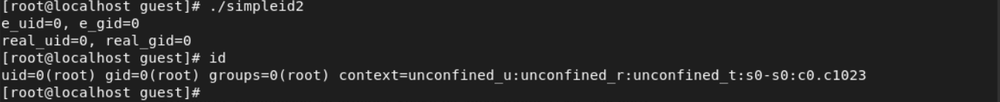 [root@localhost guest]# ./simpleid2
e_uid=0, e_gid=0
real_uid=0, real_gid=0
[root@localhost guest]# id
uid=0(root) gid=0(root) groups=0(root) context=unconfined_u:unconfined_r:unconfined_t:s0-s0:c0.c1023
[root@localhost guest]#